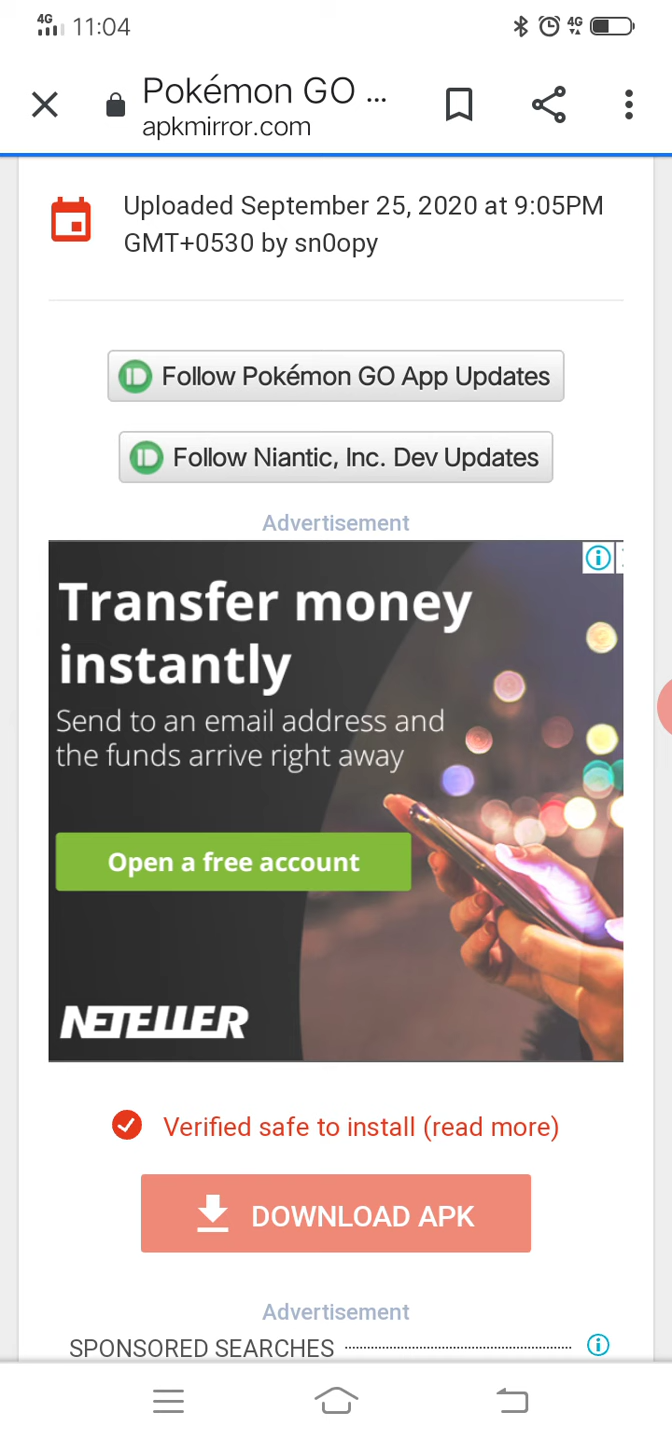 4G 11:04 4G
Pokémon GO ...
apkmirror.com
Uploaded September 25, 2020 at 9:05PM
GMT+0530 by sn0opy
Follow Pokémon GO App Updates
Follow Niantic, Inc. Dev Updates
Advertisement
Transfer money
instantly
Send to an email address and
the funds arrive right away
Open a free account
NETELLER
Verified safe to install (read more)
DOWNLOAD APK
Advertisement
SPONSORED SEARCHES